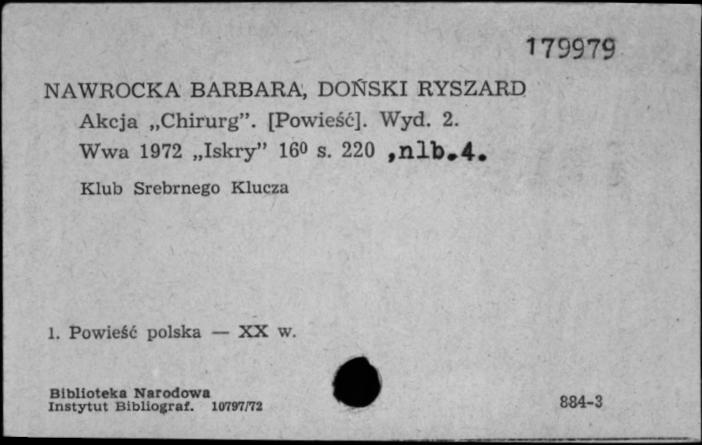 179979
NAWROCKA BARBARA, DOŃSKI RYSZARD
Akcja „Chirurg”. [Powieść]. Wyd. 2.
Wwa 1972 „Iskry” 16⁰ s. 220 ,nlb.4.
Klub Srebrnego Klucza
1. Powieść polska — XX w.
Biblioteka Narodowa
Instytut Bibliograf. 10797/72
884-3